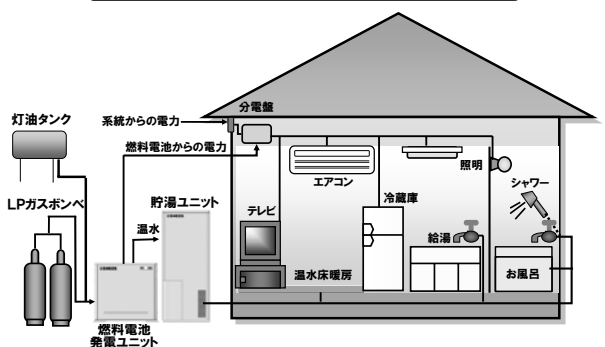 分電盤
系統からの電力
灯油タンク
燃料電池からの電力
照明
エアコン
シャワー
冷蔵庫
LPガスボンベ
貯湯ユニット
テレビ
温水
給湯
温水床暖房
お風呂
燃料電池
発電ユニット